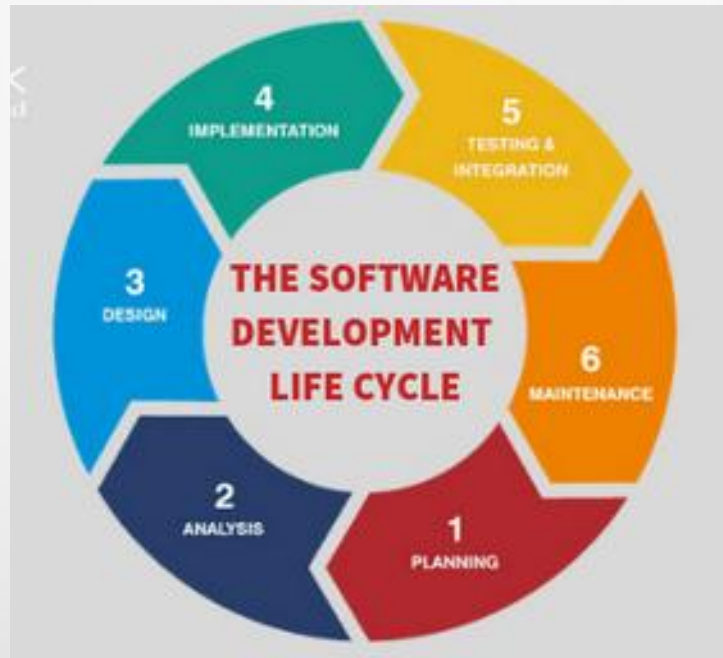 THE SOFTWARE
DEVELOPMENT
LIFE CYCLE
1
PLANNING
2
ANALYSIS
3
DESIGN
4
IMPLEMENTATION
5
TESTING &
INTEGRATION
6
MAINTENANCE